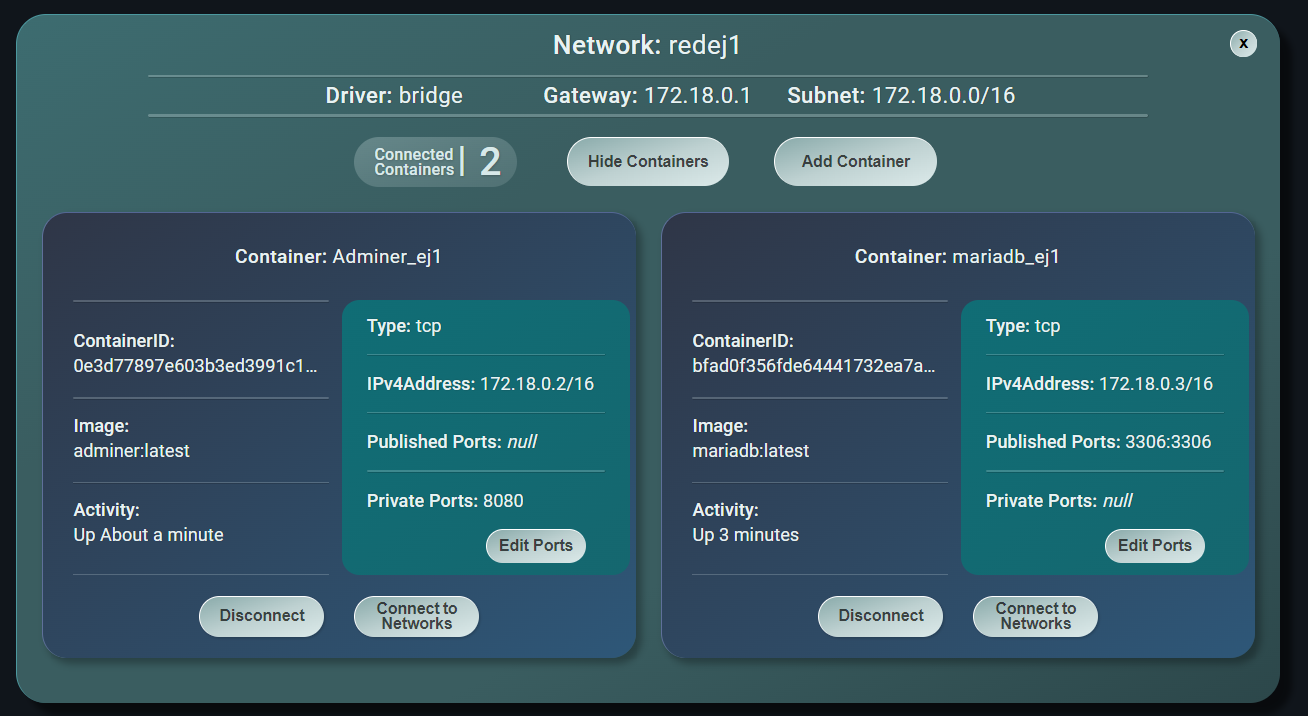 Network: redej1
x
Driver: bridge Gateway: 172.18.0.1 Subnet: 172.18.0.0/16
Connected
Containers
| 2
Hide Containers
Add Container
Container: Adminer_ej1
ContainerID:
0e3d77897e603b3ed3991c1...
Image:
adminer:latest
Activity:
Up About a minute
Type: tcp
IPv4Address: 172.18.0.2/16
Published Ports: null
Private Ports: 8080
Edit Ports
Disconnect
Connect to
Networks
Container: mariadb_ej1
ContainerID:
bfad0f356fde64441732ea7a...
Image:
mariadb:latest
Activity:
Up 3 minutes
Type: tcp
IPv4Address: 172.18.0.3/16
Published Ports: 3306:3306
Private Ports: null
Edit Ports
Disconnect
Connect to
Networks